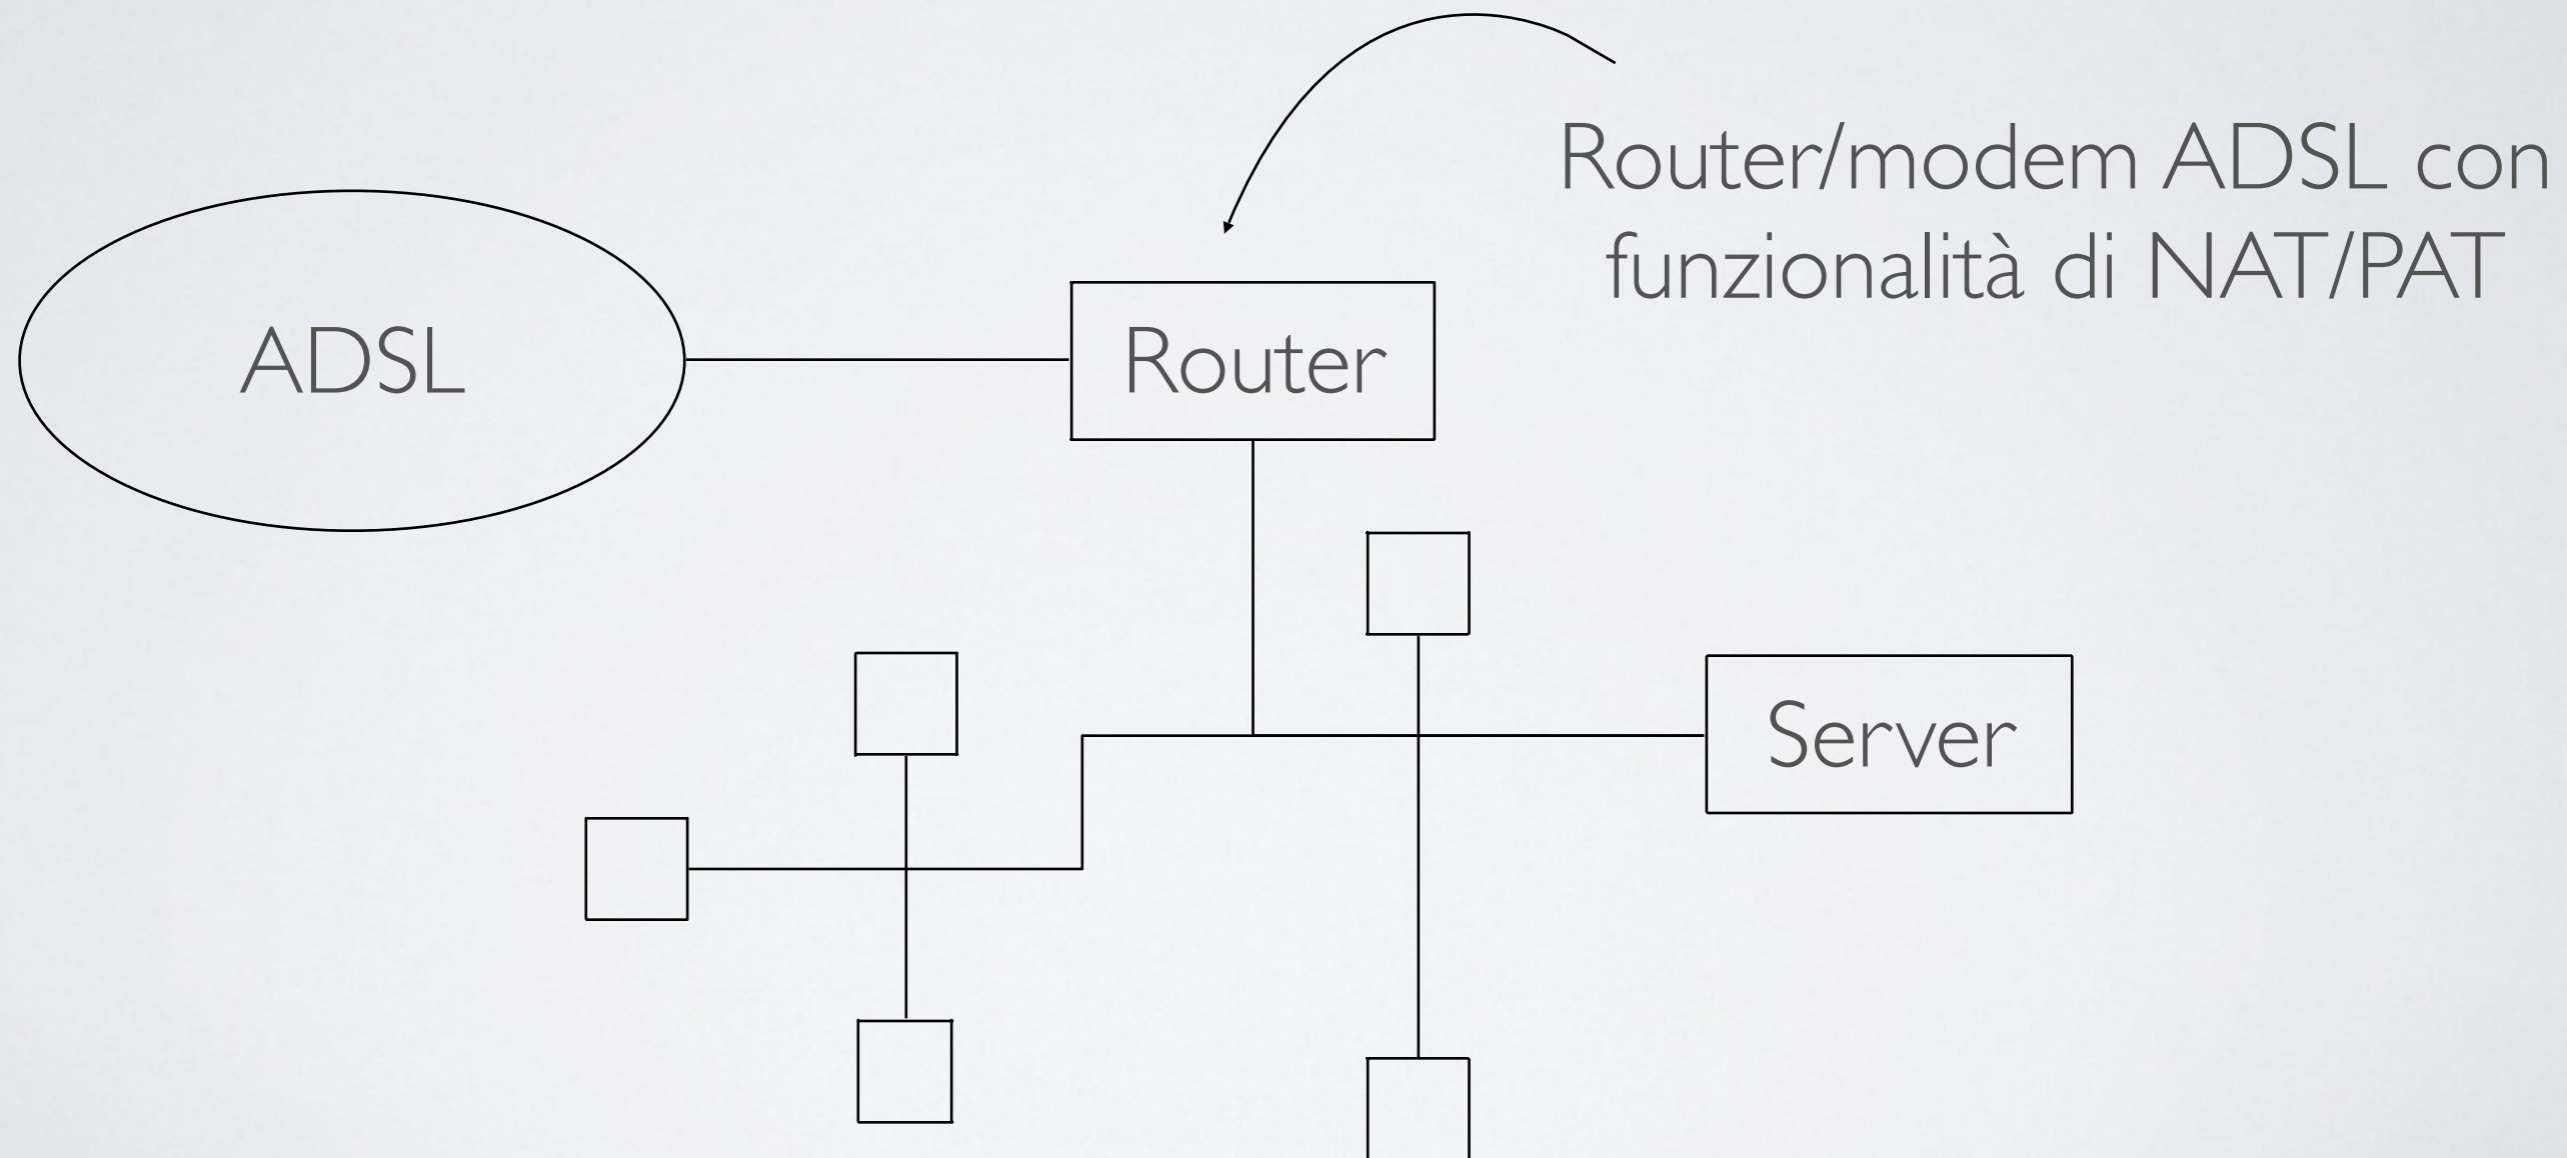 Router/modem ADSL con
funzionalità di NAT/PAT
ADSL
Router
Server